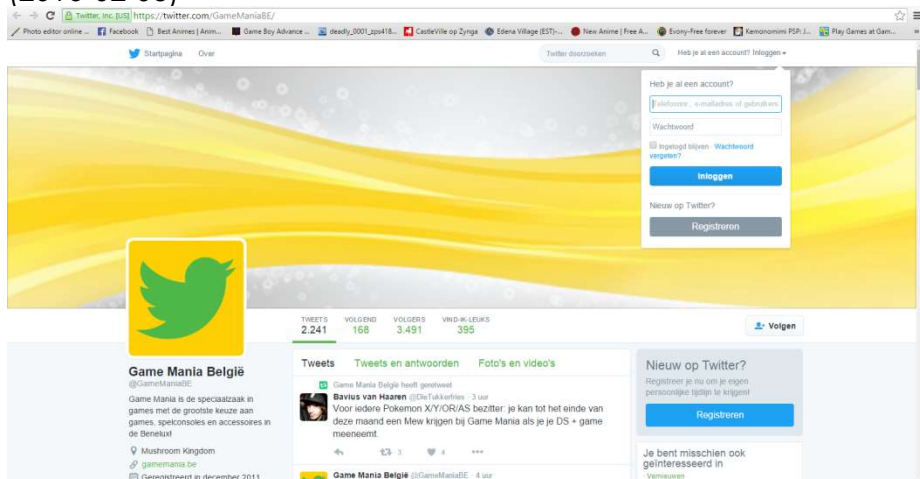 Twitter, Inc. [US] https://twitter.com/GameManiaBE/
Photo editor online ... Facebook Best Animes | Anim... Game Boy Advance ... deadly_0001_zps418... CastleVille op Zynga Edena Village (EST)-... New Anime | Free A... Evony-Free forever Kemonomimi PSP: J... Play Games at Gam... »
Startpagina Over Twitter doorzoeken Heb je al een account? Inloggen
Heb je al een account?
Telefoonnr., e-mailadres of gebruikers
Wachtwoord
Ingelogd blijven · Wachtwoord
vergeten?
Inloggen
Nieuw op Twitter?
Registreren
TWEETS VOLGEND VOLGERS VIND-IK-LEUKS
2.241 168 3.491 395
Volgen
Game Mania België
@GameManiaBE
Game Mania is de speciaalzaak in
games met de grootste keuze aan
games, spelconsoles en accessoires in
de Benelux!
Mushroom Kingdom
gamemania.be
Geregistreerd in december 2011
Tweets Tweets en antwoorden Foto's en video's
Game Mania België heeft geretweet
Bavius van Haaren @DieTukkerfries · 3 uur
Voor iedere Pokemon X/Y/OR/AS bezitter: je kan tot het einde van
deze maand een Mew krijgen bij Game Mania als je je DS + game
meeneemt.
3 4
Game Mania België @GameManiaBE · 4 uur
Nieuw op Twitter?
Registreer je nu om je eigen
persoonlijke tijdlijn te krijgen!
Registreren
Je bent misschien ook
geïnteresseerd in
· Vernieuwen